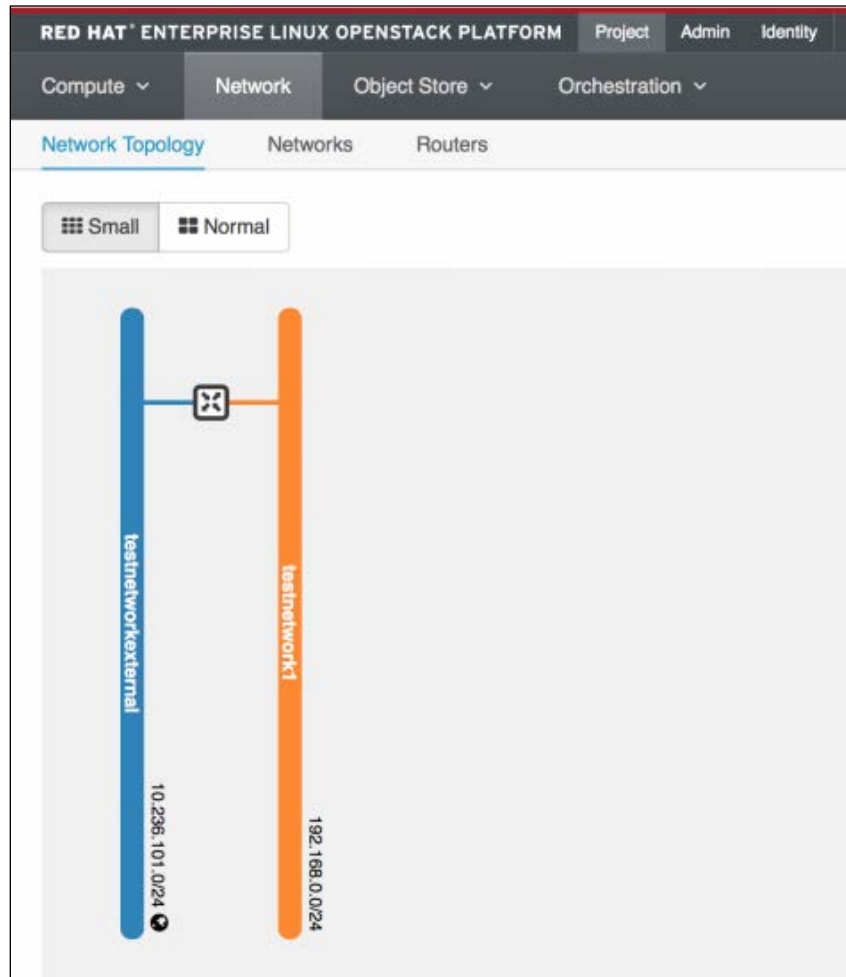 RED HAT® ENTERPRISE LINUX OPENSTACK PLATFORM Project Admin Identity
Compute Network Object Store Orchestration
Network Topology Networks Routers
Small Normal
testnetworkexternal
10.236.101.0/24
testnetwork1
192.168.0.0/24